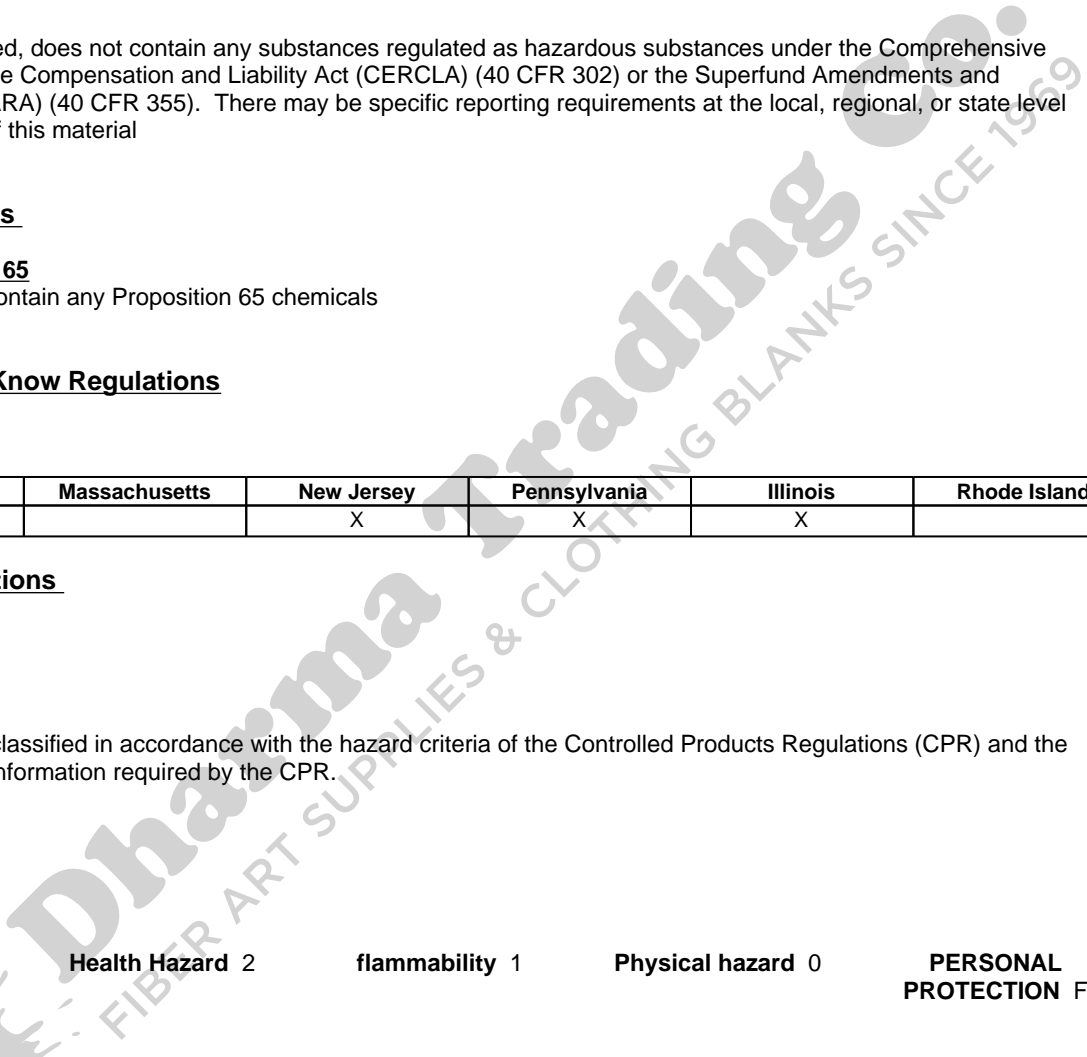 ed, does not contain any substances regulated as hazardous substances under the Comprehensive
e Compensation and Liability Act (CERCLA) (40 CFR 302) or the Superfund Amendments and
ARA) (40 CFR 355). There may be specific reporting requirements at the local, regional, or state level
f this material
s
65
ontain any Proposition 65 chemicals
Know Regulations
Massachusetts New Jersey Pennsylvania Illinois Rhode Island
X X X
tions
classified in accordance with the hazard criteria of the Controlled Products Regulations (CPR) and the
nformation required by the CPR.
Health Hazard 2 flammability 1 Physical hazard 0 PERSONAL
PROTECTION F
Dharma Trading Co.
FIBER ART SUPPLIES & CLOTHING BLANKS SINCE 1969